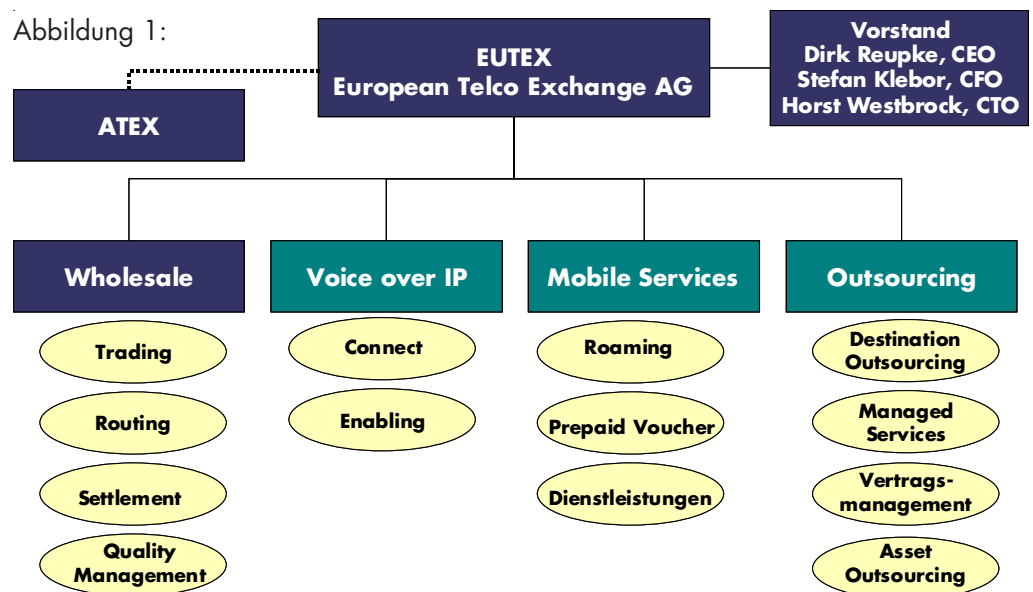 Abbildung 1:
EUTEX
European Telco Exchange AG
Vorstand
Dirk Reupke, CEO
Stefan Klebor, CFO
Horst Westbrock, CTO
ATEX
Wholesale
Trading
Routing
Settlement
Quality
Management
Voice over IP
Connect
Enabling
Mobile Services
Roaming
Prepaid Voucher
Dienstleistungen
Outsourcing
Destination
Outsourcing
Managed
Services
Vertrags-
management
Asset
Outsourcing